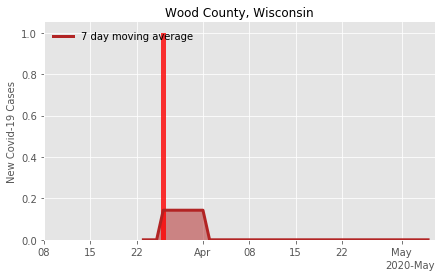 Wood County, Wisconsin
7 day moving average
New Covid-19 Cases
1.0
0.8
0.6
0.4
0.2
0.0
08 15 22 Apr 08 15 22 May
2020-May